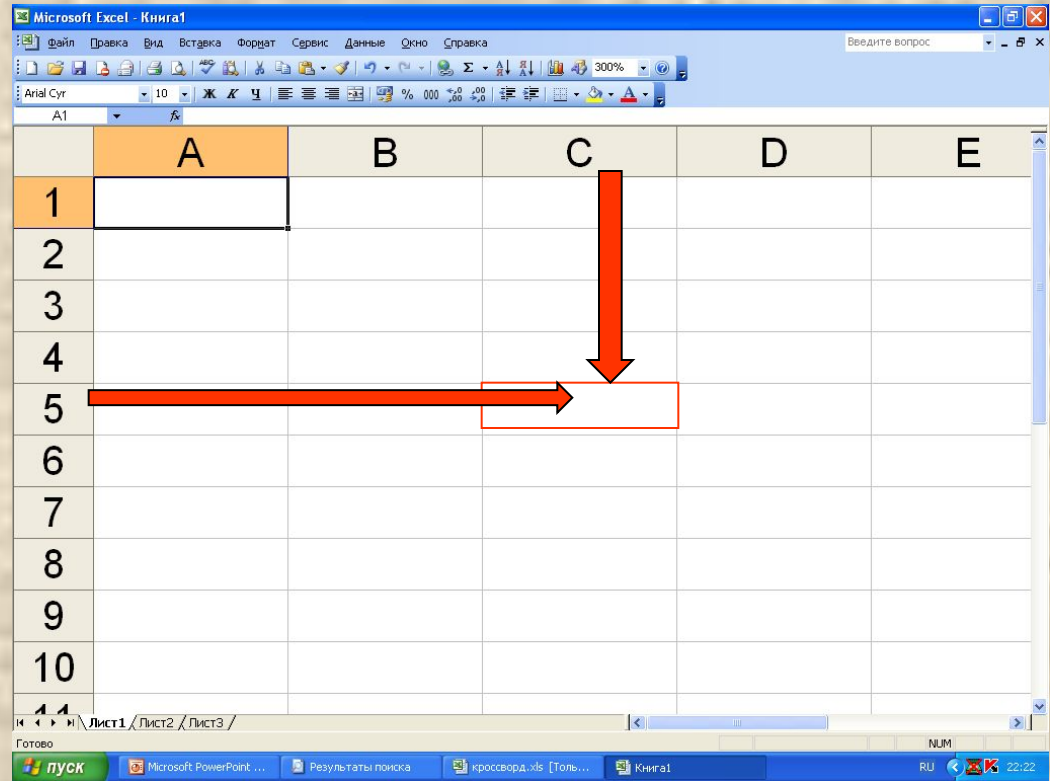 Microsoft Excel - Книга1
Файл Правка Вид Вставка Формат Сервис Данные Окно Справка Введите вопрос
300%
Arial Cyr 10 Ж К Ч % 000
A1 fx
A B C D E
1
2
3
4
5
6
7
8
9
10
11
Лист1 Лист2 Лист3
Готово NUM
пуск Microsoft PowerPoint ... Результаты поиска кроссворд.xls [Толь... Книга1 RU 22:22